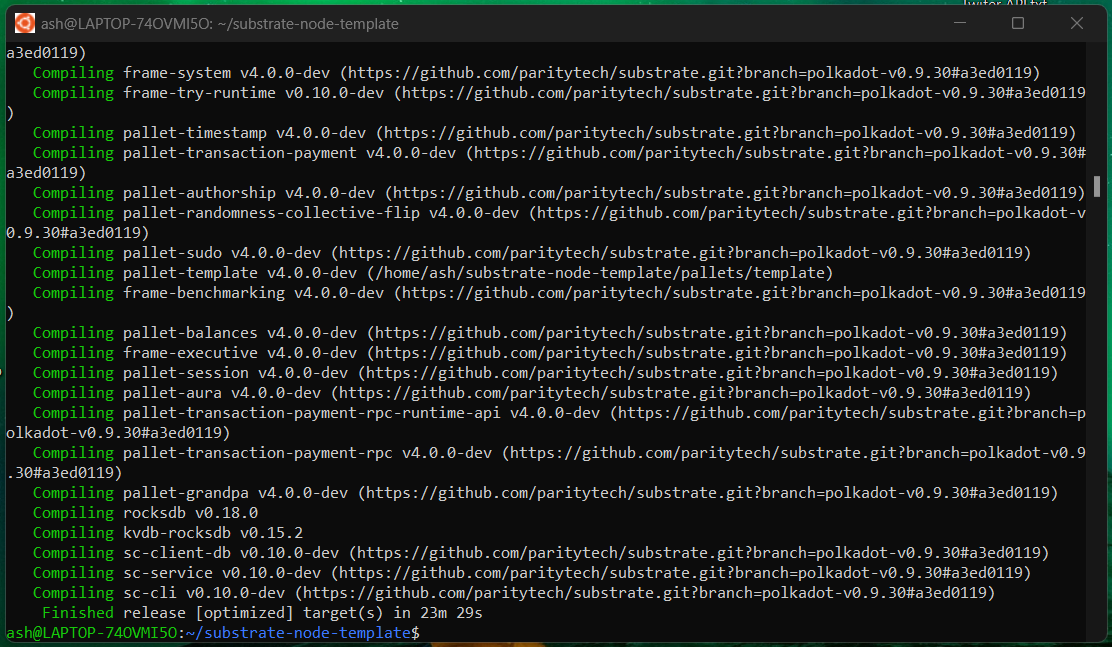 Twiter API.txt
ash@LAPTOP-74OVMI5O: ~/substrate-node-template
a3ed0119)
Compiling frame-system v4.0.0-dev (https://github.com/paritytech/substrate.git?branch=polkadot-v0.9.30#a3ed0119)
Compiling frame-try-runtime v0.10.0-dev (https://github.com/paritytech/substrate.git?branch=polkadot-v0.9.30#a3ed0119
)
Compiling pallet-timestamp v4.0.0-dev (https://github.com/paritytech/substrate.git?branch=polkadot-v0.9.30#a3ed0119)
Compiling pallet-transaction-payment v4.0.0-dev (https://github.com/paritytech/substrate.git?branch=polkadot-v0.9.30#
a3ed0119)
Compiling pallet-authorship v4.0.0-dev (https://github.com/paritytech/substrate.git?branch=polkadot-v0.9.30#a3ed0119)
Compiling pallet-randomness-collective-flip v4.0.0-dev (https://github.com/paritytech/substrate.git?branch=polkadot-v
0.9.30#a3ed0119)
Compiling pallet-sudo v4.0.0-dev (https://github.com/paritytech/substrate.git?branch=polkadot-v0.9.30#a3ed0119)
Compiling pallet-template v4.0.0-dev (/home/ash/substrate-node-template/pallets/template)
Compiling frame-benchmarking v4.0.0-dev (https://github.com/paritytech/substrate.git?branch=polkadot-v0.9.30#a3ed0119
)
Compiling pallet-balances v4.0.0-dev (https://github.com/paritytech/substrate.git?branch=polkadot-v0.9.30#a3ed0119)
Compiling frame-executive v4.0.0-dev (https://github.com/paritytech/substrate.git?branch=polkadot-v0.9.30#a3ed0119)
Compiling pallet-session v4.0.0-dev (https://github.com/paritytech/substrate.git?branch=polkadot-v0.9.30#a3ed0119)
Compiling pallet-aura v4.0.0-dev (https://github.com/paritytech/substrate.git?branch=polkadot-v0.9.30#a3ed0119)
Compiling pallet-transaction-payment-rpc-runtime-api v4.0.0-dev (https://github.com/paritytech/substrate.git?branch=p
olkadot-v0.9.30#a3ed0119)
Compiling pallet-transaction-payment-rpc v4.0.0-dev (https://github.com/paritytech/substrate.git?branch=polkadot-v0.9
.30#a3ed0119)
Compiling pallet-grandpa v4.0.0-dev (https://github.com/paritytech/substrate.git?branch=polkadot-v0.9.30#a3ed0119)
Compiling rocksdb v0.18.0
Compiling kvdb-rocksdb v0.15.2
Compiling sc-client-db v0.10.0-dev (https://github.com/paritytech/substrate.git?branch=polkadot-v0.9.30#a3ed0119)
Compiling sc-service v0.10.0-dev (https://github.com/paritytech/substrate.git?branch=polkadot-v0.9.30#a3ed0119)
Compiling sc-cli v0.10.0-dev (https://github.com/paritytech/substrate.git?branch=polkadot-v0.9.30#a3ed0119)
Finished release [optimized] target(s) in 23m 29s
ash@LAPTOP-74OVMI5O:~/substrate-node-template$